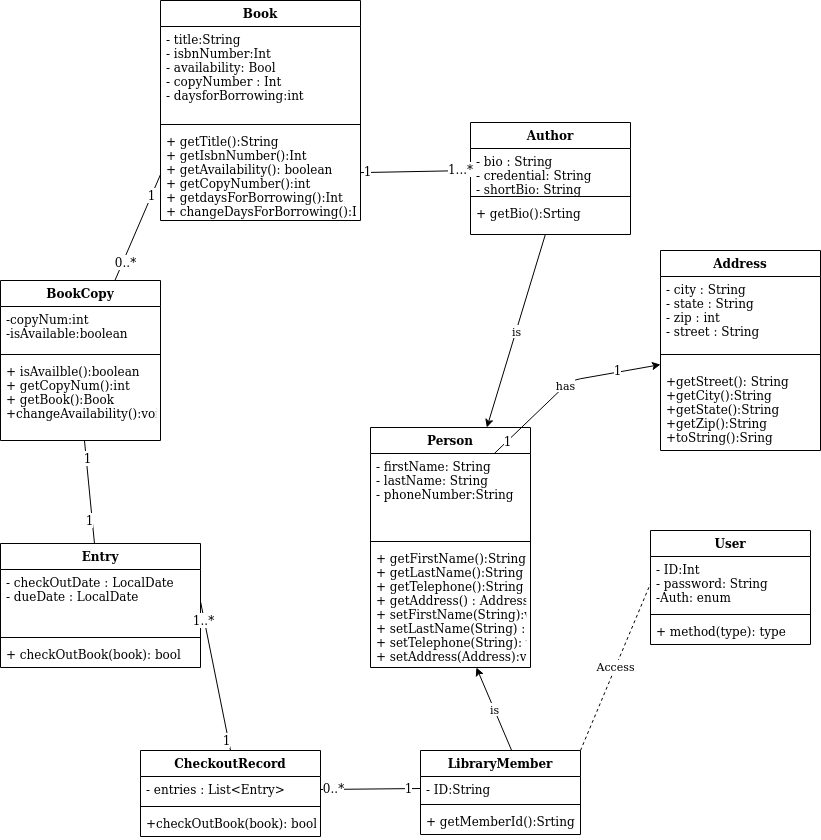 Book
- title:String
- isbnNumber:Int
- availability: Bool
- copyNumber : Int
- daysforBorrowing:int
+ getTitle():String
+ getIsbnNumber():Int
+ getAvailability(): boolean
+ getCopyNumber():int
+ getdaysForBorrowing():Int
+ changeDaysForBorrowing():I
1
1...*
Author
- bio : String
- credential: String
- shortBio: String
+ getBio():Srting
1
0..*
BookCopy
-copyNum:int
-isAvailable:boolean
+ isAvailble():boolean
+ getCopyNum():int
+ getBook():Book
+changeAvailability():voi
Address
- city : String
- state : String
- zip : int
- street : String
+getStreet(): String
+getCity():String
+getState():String
+getZip():String
+toString():Sring
is
has
1
1
Person
- firstName: String
- lastName: String
- phoneNumber:String
+ getFirstName():String
+ getLastName():String
+ getTelephone():String
+ getAddress() : Address
+ setFirstName(String):v
+ setLastName(String) :
+ setTelephone(String):
+ setAddress(Address):v
1
1
Entry
- checkOutDate : LocalDate
- dueDate : LocalDate
+ checkOutBook(book): bool
User
- ID:Int
- password: String
-Auth: enum
+ method(type): type
1..*
1
Access
is
CheckoutRecord
- entries : List<Entry>
+checkOutBook(book): bool
0..*
1
LibraryMember
- ID:String
+ getMemberId():Srting